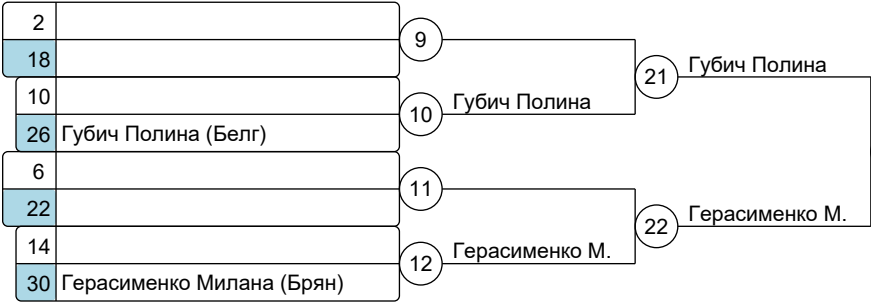 2
9
18
21 Губич Полина
10
10 Губич Полина
26 Губич Полина (Белг)
6
11
22
22 Герасименко М.
14
12 Герасименко М.
30 Герасименко Милана (Брян)